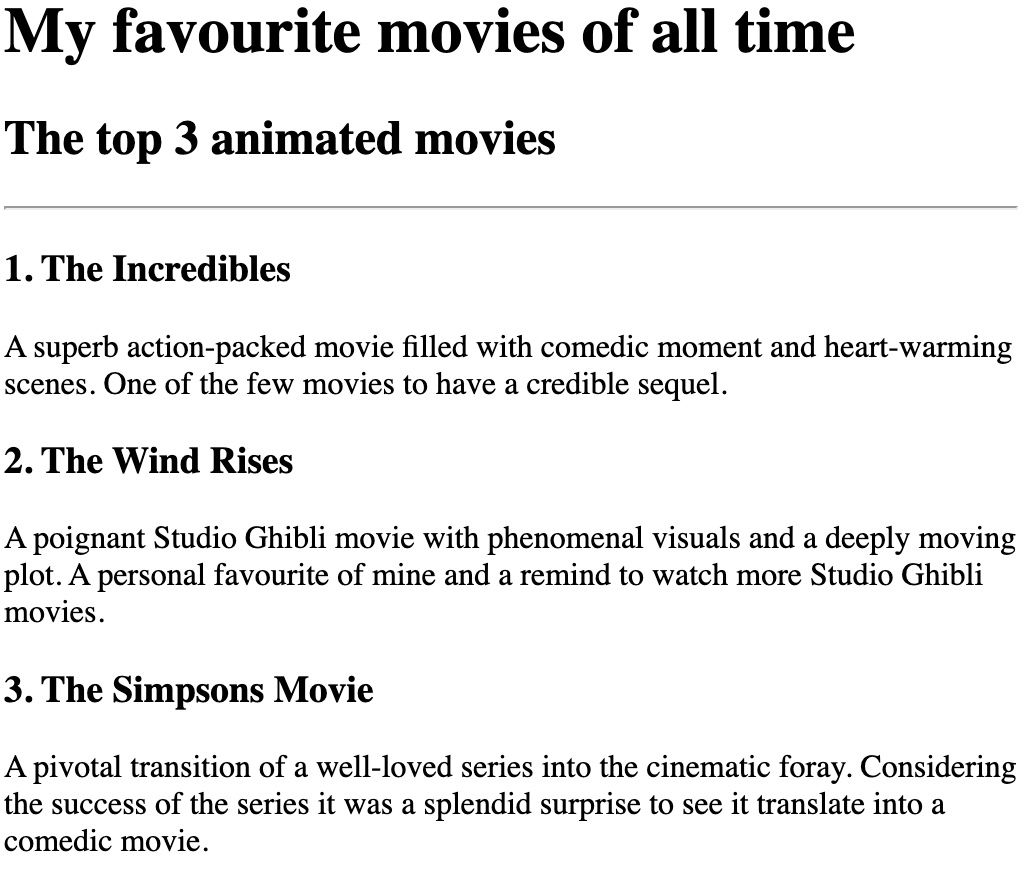 My favourite movies of all time
The top 3 animated movies
1. The Incredibles
A superb action-packed movie filled with comedic moment and heart-warming
scenes. One of the few movies to have a credible sequel.
2. The Wind Rises
A poignant Studio Ghibli movie with phenomenal visuals and a deeply moving
plot. A personal favourite of mine and a remind to watch more Studio Ghibli
movies.
3. The Simpsons Movie
A pivotal transition of a well-loved series into the cinematic foray. Considering
the success of the series it was a splendid surprise to see it translate into a
comedic movie.